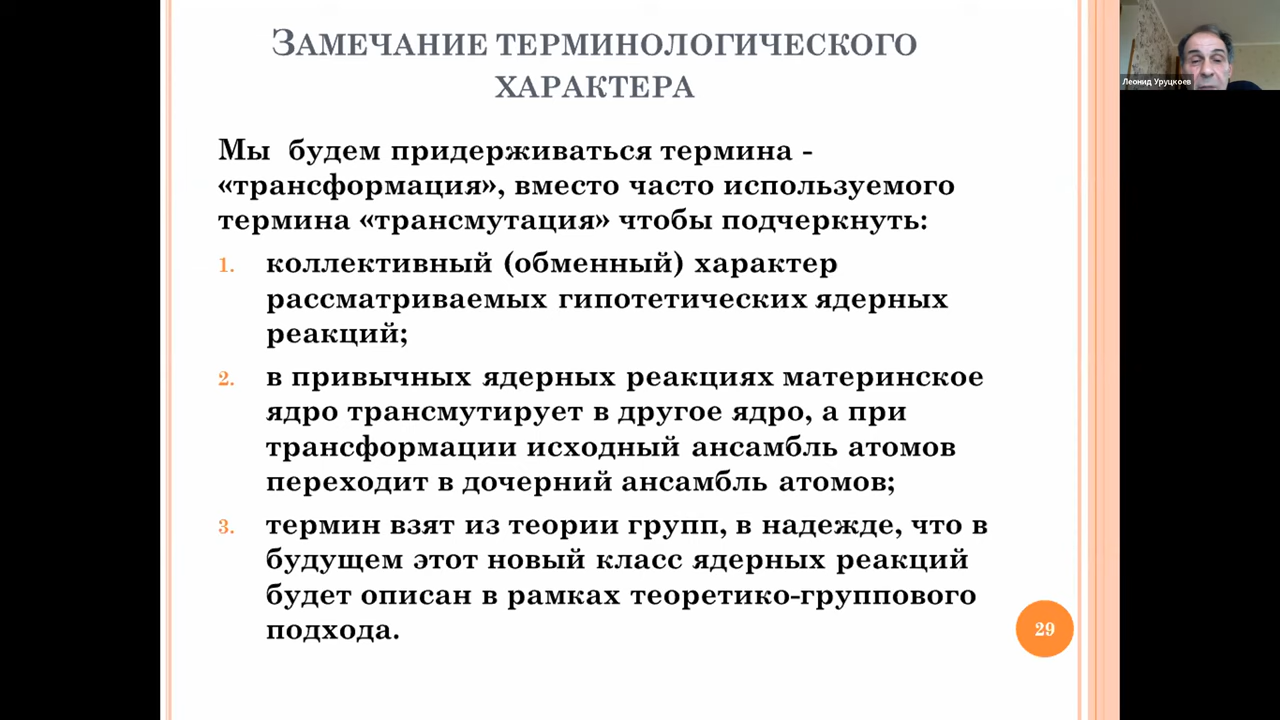 ЗАМЕЧАНИЕ ТЕРМИНОЛОГИЧЕСКОГО
ХАРАКТЕРА
Леонид Уруцкоев
Мы будем придерживаться термина -
«трансформация», вместо часто используемого
термина «трансмутация» чтобы подчеркнуть:
1. коллективный (обменный) характер
рассматриваемых гипотетических ядерных
реакций;
2. в привычных ядерных реакциях материнское
ядро трансмутирует в другое ядро, а при
трансформации исходный ансамбль атомов
переходит в дочерний ансамбль атомов;
3. термин взят из теории групп, в надежде, что в
будущем этот новый класс ядерных реакций
будет описан в рамках теоретико-группового
подхода.
29